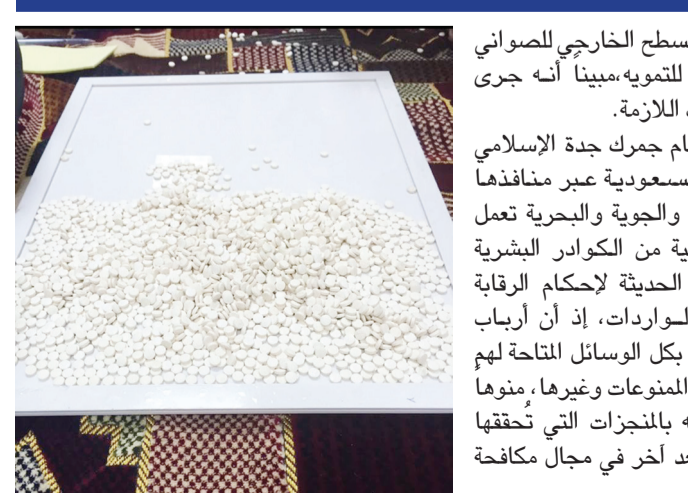 سطح الخارجي للصواني
للتمويه،مبيناً أنه جرى
اللازمة.
ام جمرك جدة الإسلامي
سعودية عبر منافذها
والجوية والبحرية تعمل
ية من الكوادر البشرية
الحديثة لإحكام الرقابة
لواردات، إذ أن أرباب
بكل الوسائل المتاحة لهم
الممنوعات وغيرها، منوهاً
ه بالمنجزات التي تُحققها
حد آخر في مجال مكافحة